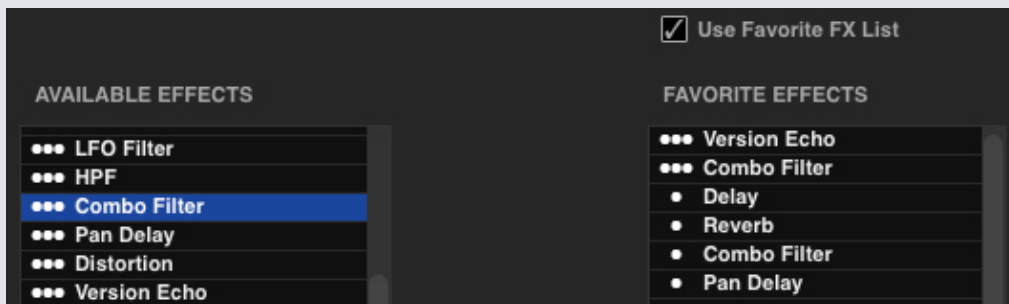 Use Favorite FX List
AVAILABLE EFFECTS
LFO Filter
HPF
Combo Filter
Pan Delay
Distortion
Version Echo
FAVORITE EFFECTS
Version Echo
Combo Filter
Delay
Reverb
Combo Filter
Pan Delay